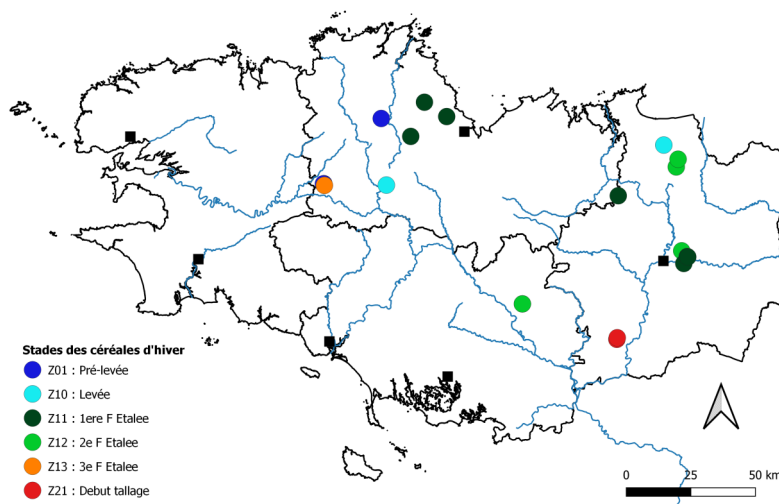 Stades des céréales d'hiver
Z01 : Pré-levée
Z10 : Levée
Z11 : 1ere F Etalee
Z12 : 2e F Etalee
Z13 : 3e F Etalee
Z21 : Debut tallage
0 25 50 km